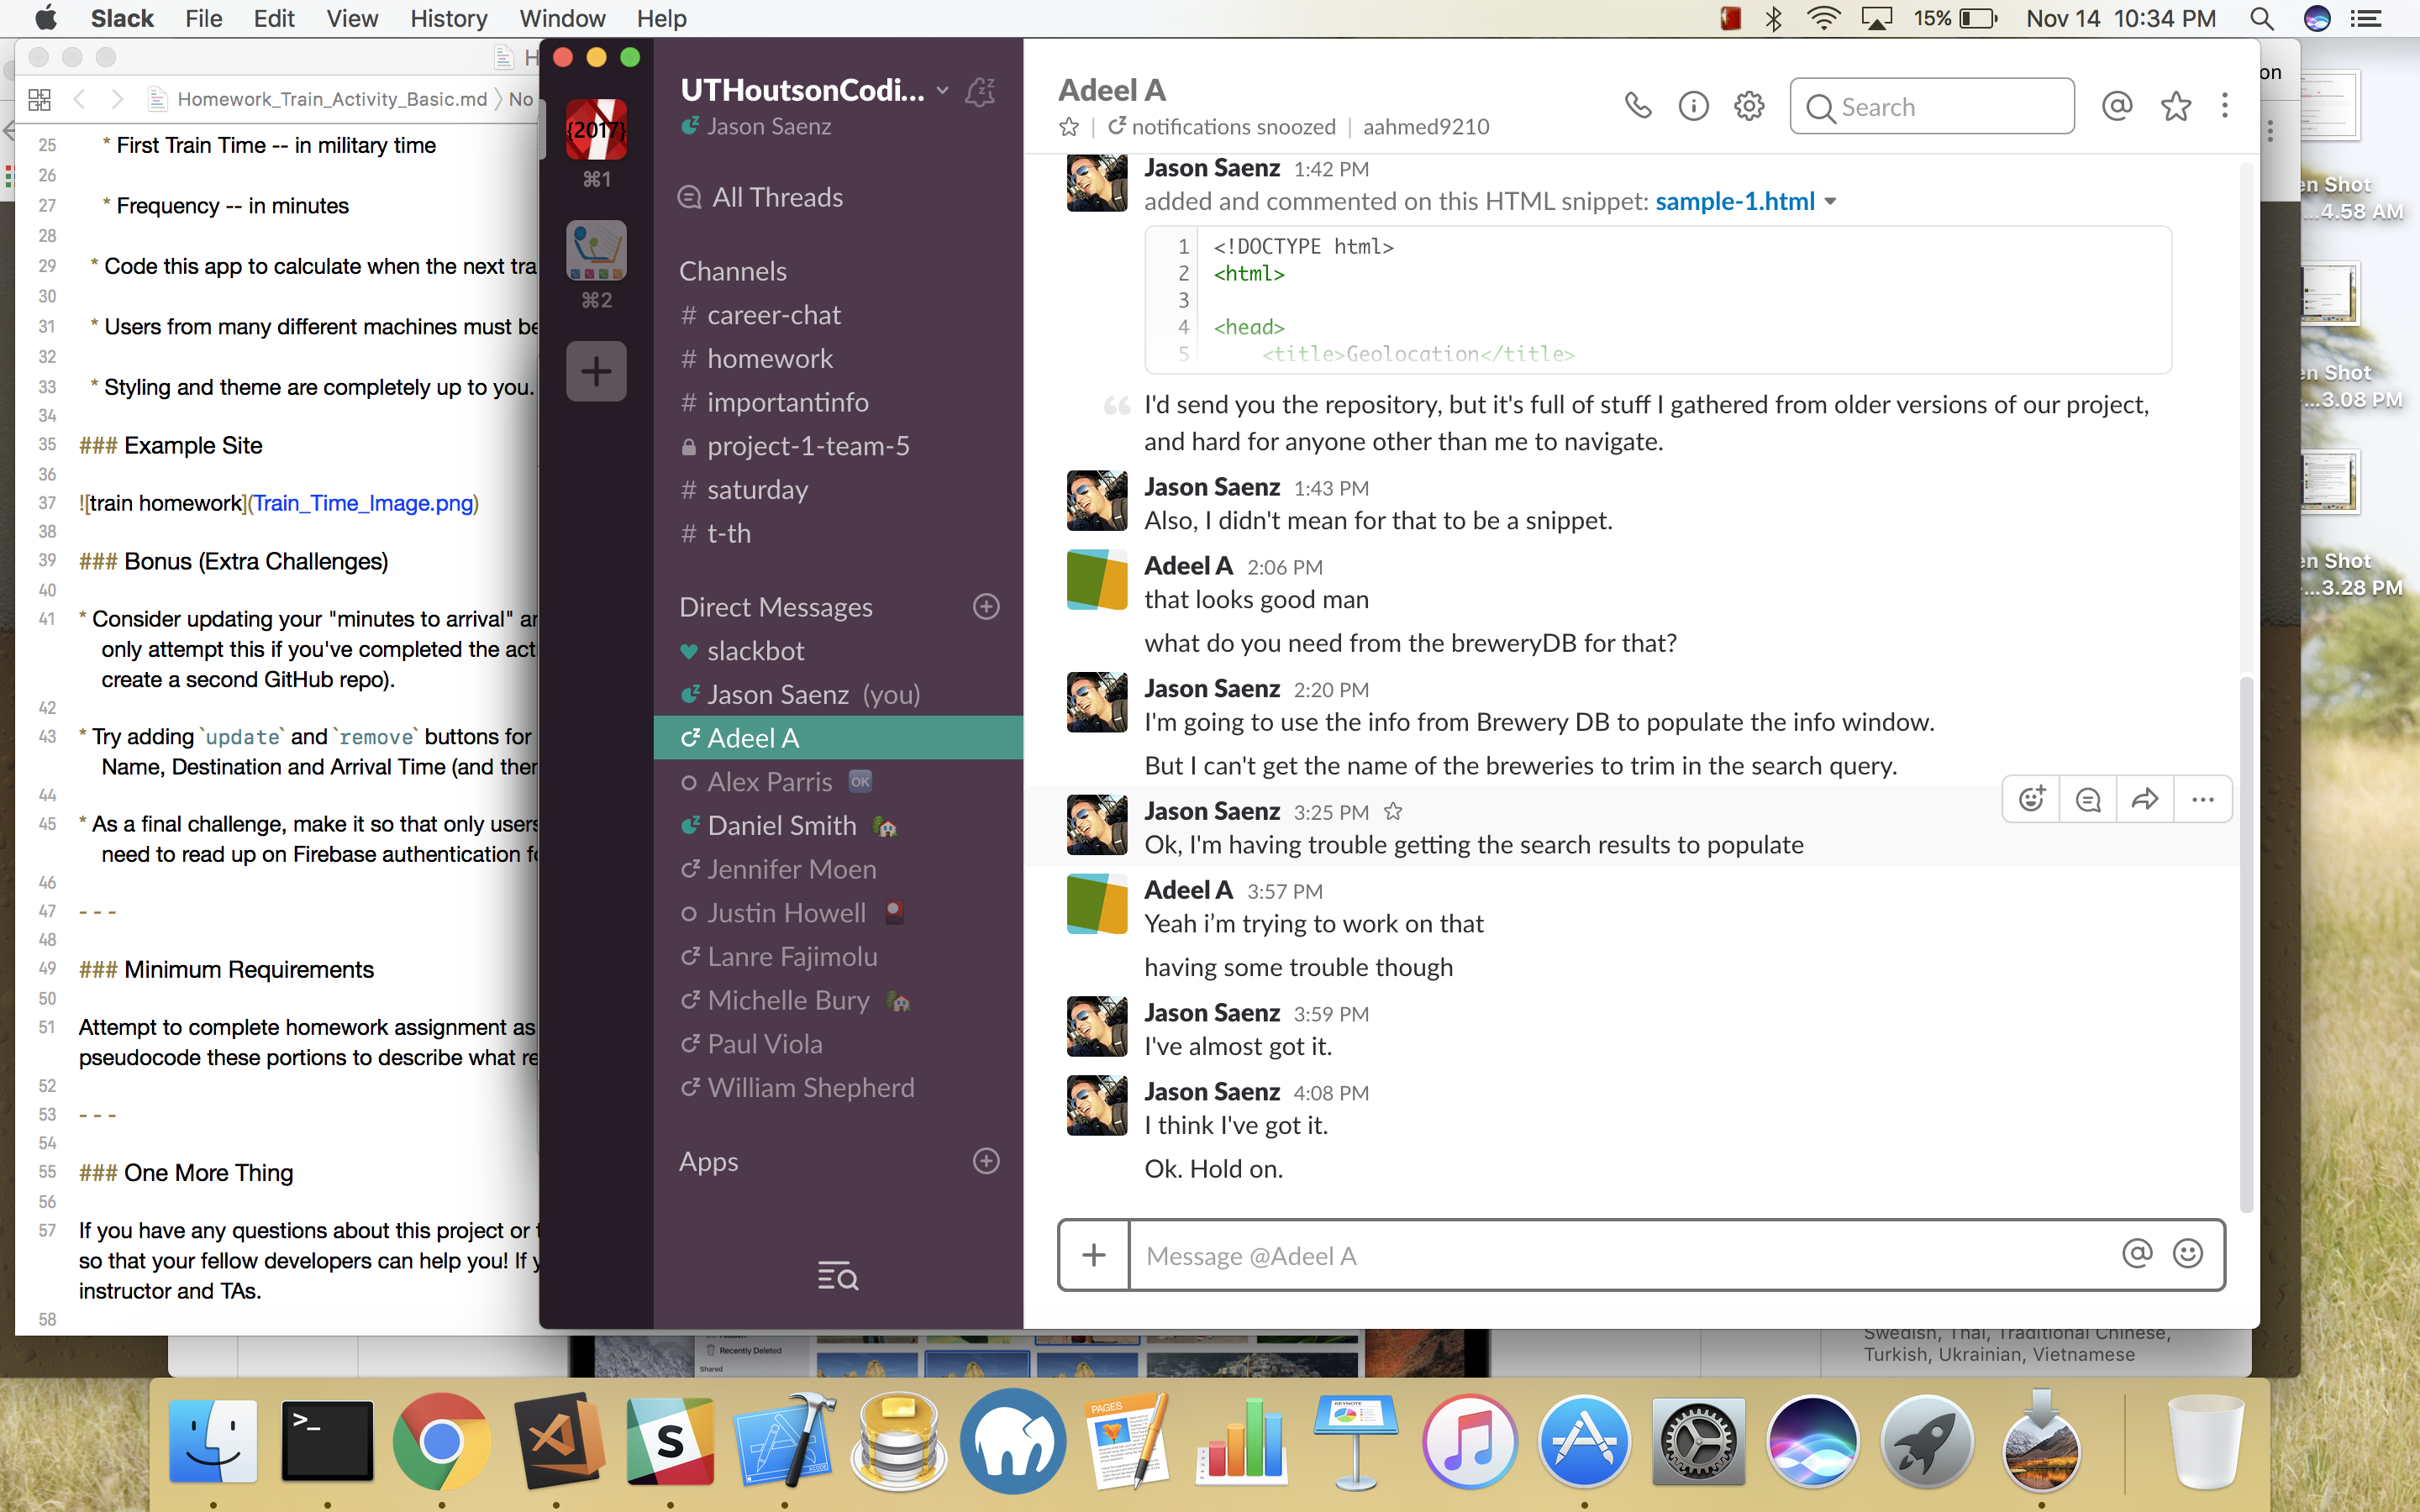 Slack File Edit View History Window Help 15% Nov 14 10:34 PM
Homework_Train_Activity_Basic.md No
25 * First Train Time -- in military time
26
27 * Frequency -- in minutes
28
29 * Code this app to calculate when the next tra
30
31 * Users from many different machines must be
32
33 * Styling and theme are completely up to you.
34
35 ### Example Site
36
37 ![train homework](Train_Time_Image.png)
38
39 ### Bonus (Extra Challenges)
40
41 * Consider updating your "minutes to arrival" ar
only attempt this if you've completed the act
create a second GitHub repo).
42
43 * Try adding `update` and `remove` buttons for
Name, Destination and Arrival Time (and then
44
45 * As a final challenge, make it so that only users
need to read up on Firebase authentication fo
46
47 ---
48
49 ### Minimum Requirements
50
51 Attempt to complete homework assignment as
pseudocode these portions to describe what re
52
53 ---
54
55 ### One More Thing
56
57 If you have any questions about this project or t
so that your fellow developers can help you! If y
instructor and TAs.
58
{2017}
⌘1
⌘2
UTHoutsonCodi...
Jason Saenz
All Threads
Channels
# career-chat
# homework
# importantinfo
project-1-team-5
# saturday
# t-th
Direct Messages
slackbot
Jason Saenz (you)
Adeel A
Alex Parris OK
Daniel Smith
Jennifer Moen
Justin Howell
Lanre Fajimolu
Michelle Bury
Paul Viola
William Shepherd
Apps
Adeel A
notifications snoozed | aahmed9210
Search
Jason Saenz 1:42 PM
added and commented on this HTML snippet: sample-1.html
1 <!DOCTYPE html>
2 <html>
3
4 <head>
5 <title>Geolocation</title>
I'd send you the repository, but it's full of stuff I gathered from older versions of our project,
and hard for anyone other than me to navigate.
Jason Saenz 1:43 PM
Also, I didn't mean for that to be a snippet.
Adeel A 2:06 PM
that looks good man
what do you need from the breweryDB for that?
Jason Saenz 2:20 PM
I'm going to use the info from Brewery DB to populate the info window.
But I can't get the name of the breweries to trim in the search query.
Jason Saenz 3:25 PM
Ok, I'm having trouble getting the search results to populate
Adeel A 3:57 PM
Yeah i’m trying to work on that
having some trouble though
Jason Saenz 3:59 PM
I've almost got it.
Jason Saenz 4:08 PM
I think I've got it.
Ok. Hold on.
Message @Adeel A
on
en Shot
...4.58 AM
en Shot
...3.08 PM
en Shot
...3.28 PM
Recently Deleted
Shared
Swedish, Thai, Traditional Chinese,
Turkish, Ukrainian, Vietnamese
>_
S
PAGES
KEYNOTE